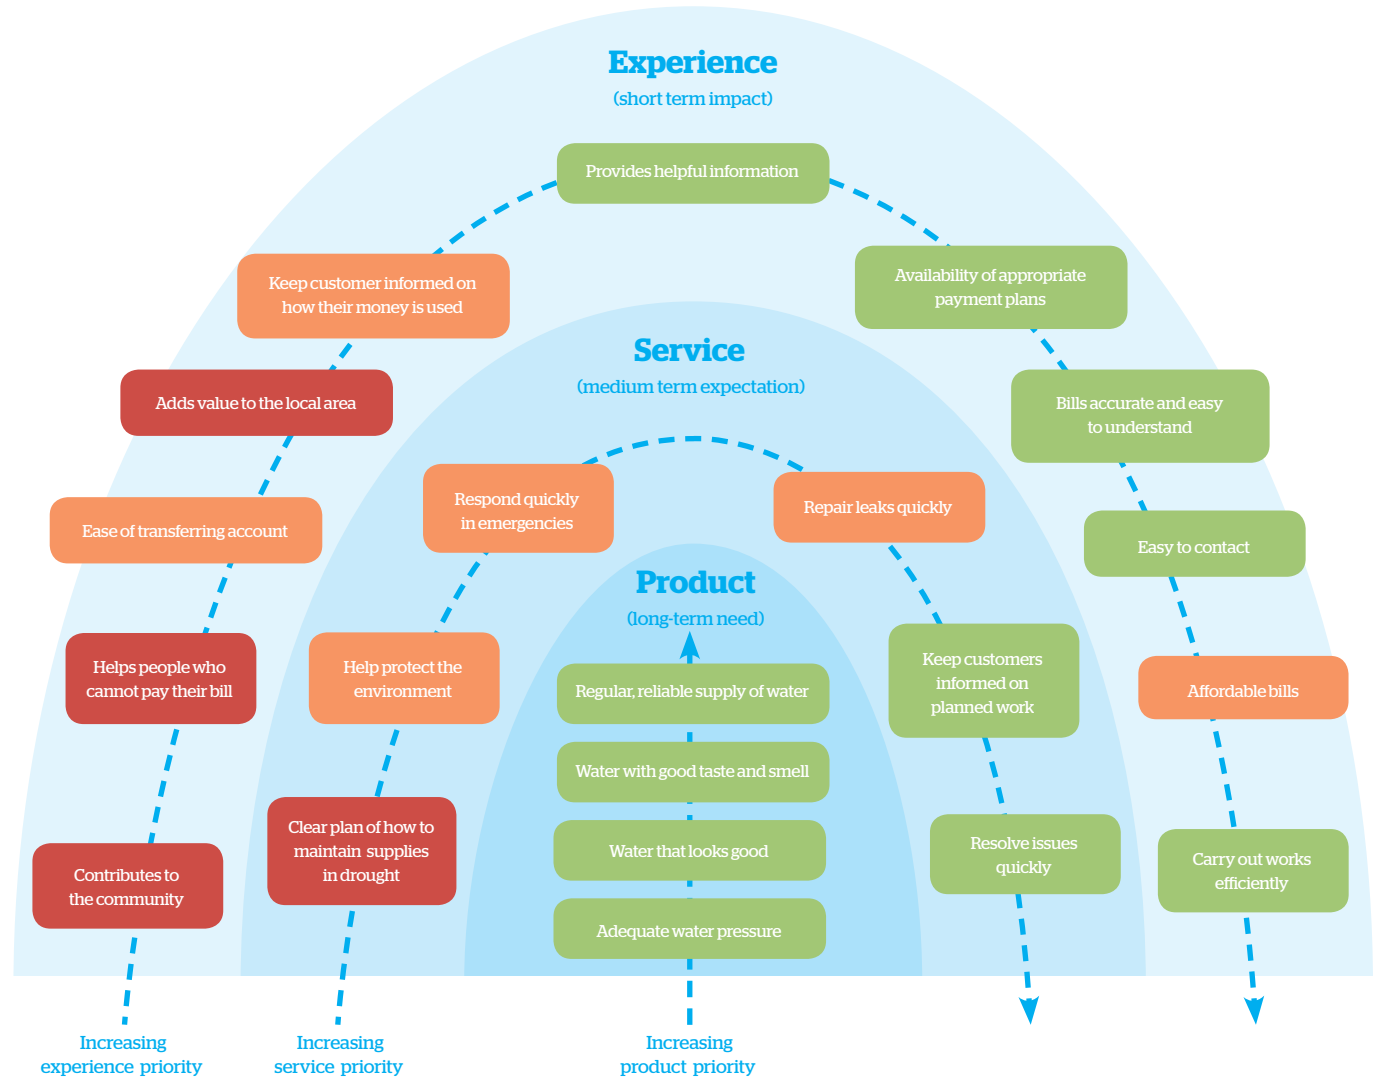 Experience
(short term impact)
Provides helpful information
Keep customer informed on
how their money is used
Availability of appropriate
payment plans
Adds value to the local area
Bills accurate and easy
to understand
Ease of transferring account
Easy to contact
Helps people who
cannot pay their bill
Affordable bills
Contributes to
the community
Carry out works
efficiently
Service
(medium term expectation)
Respond quickly
in emergencies
Repair leaks quickly
Help protect the
environment
Keep customers
informed on
planned work
Clear plan of how to
maintain supplies
in drought
Resolve issues
quickly
Product
(long-term need)
Regular, reliable supply of water
Water with good taste and smell
Water that looks good
Adequate water pressure
Increasing
experience priority
Increasing
service priority
Increasing
product priority